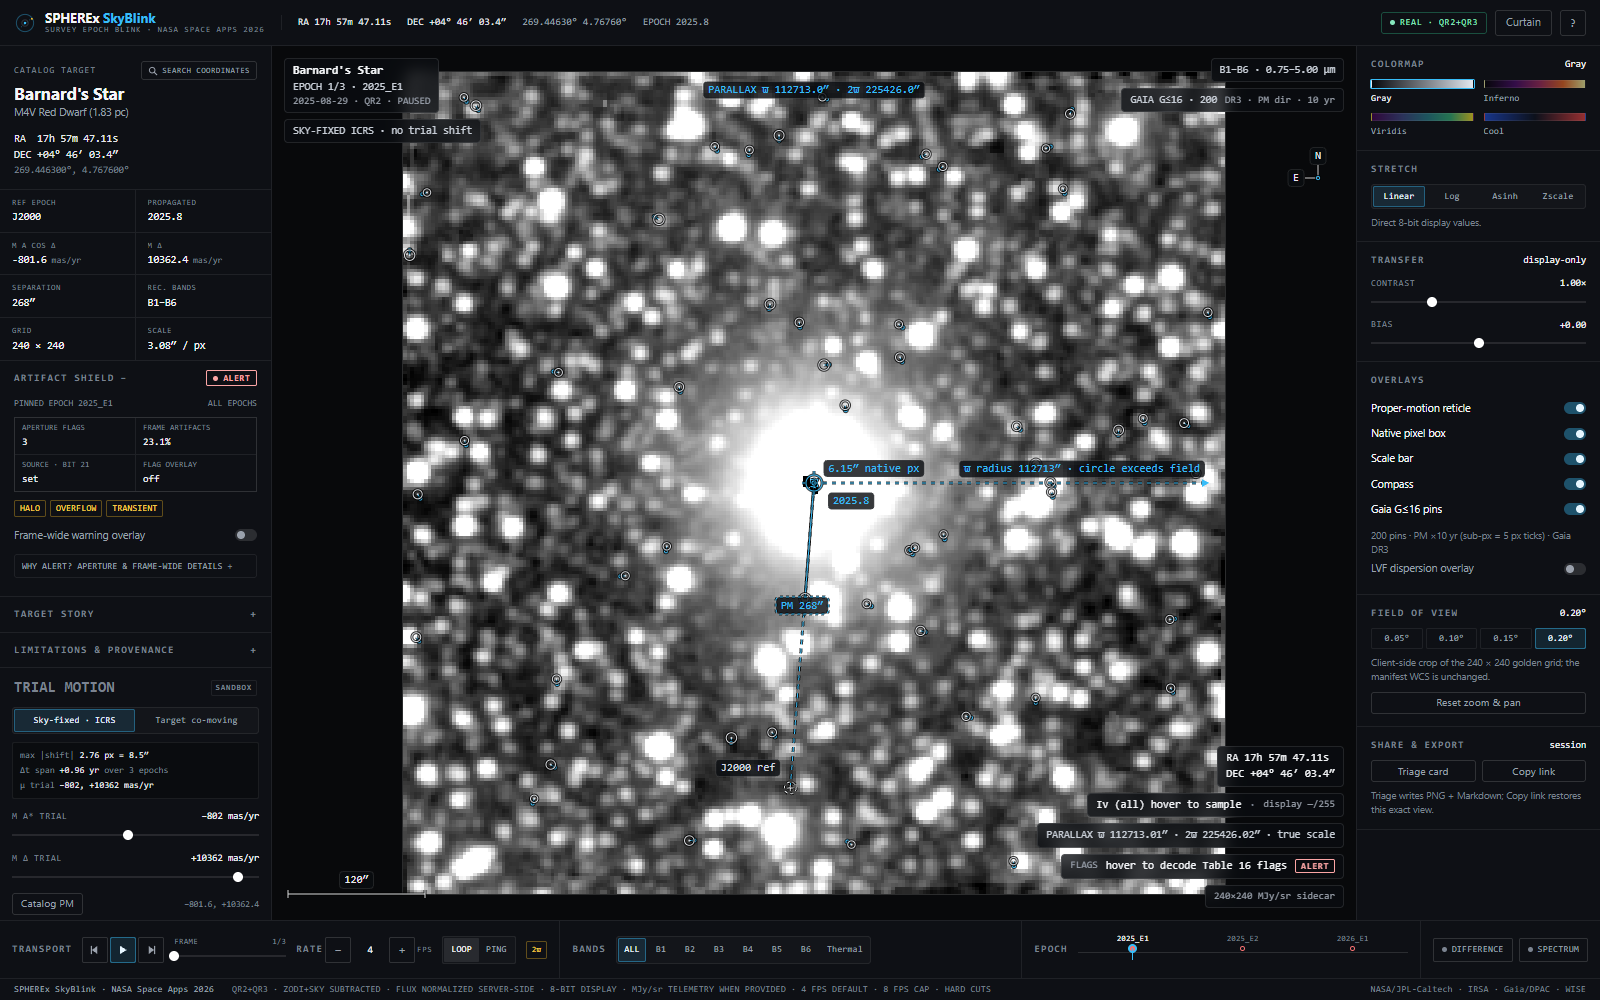 SPHEREx SkyBlink
SURVEY EPOCH BLINK · NASA SPACE APPS 2026
RA 17h 57m 47.11s DEC +04° 46′ 03.4″ 269.44630° 4.76760° EPOCH 2025.8
REAL · QR2+QR3
Curtain
?
CATALOG TARGET
SEARCH COORDINATES
Barnard's Star
M4V Red Dwarf (1.83 pc)
RA 17h 57m 47.11s
DEC +04° 46′ 03.4″
269.446300°, 4.767600°
REF EPOCH
J2000
PROPAGATED
2025.8
Μ Α COS Δ
-801.6 mas/yr
Μ Δ
10362.4 mas/yr
SEPARATION
268″
REC. BANDS
B1-B6
GRID
240 × 240
SCALE
3.08″ / px
ARTIFACT SHIELD −
ALERT
PINNED EPOCH 2025_E1
ALL EPOCHS
APERTURE FLAGS
3
FRAME ARTIFACTS
23.1%
SOURCE · BIT 21
set
FLAG OVERLAY
off
HALO
OVERFLOW
TRANSIENT
Frame-wide warning overlay
WHY ALERT? APERTURE & FRAME-WIDE DETAILS +
TARGET STORY +
LIMITATIONS & PROVENANCE +
TRIAL MOTION
SANDBOX
Sky-fixed · ICRS
Target co-moving
max |shift| 2.76 px = 8.5″
Δt span +0.96 yr over 3 epochs
μ trial -802, +10362 mas/yr
Μ Α* TRIAL
-802 mas/yr
Μ Δ TRIAL
+10362 mas/yr
Catalog PM
-801.6, +10362.4
Barnard's Star
EPOCH 1/3 · 2025_E1
2025-08-29 · QR2 · PAUSED
SKY-FIXED ICRS · no trial shift
PARALLAX ϖ 112713.0″ · 2ϖ 225426.0″
B1-B6 · 0.75-5.00 μm
GAIA G≤16 · 200 DR3 · PM dir · 10 yr
N
E
6.15″ native px
ϖ radius 112713″ · circle exceeds field
2025.8
PM 268″
J2000 ref
120″
RA 17h 57m 47.11s
DEC +04° 46′ 03.4″
Iν (all) hover to sample · display —/255
PARALLAX ϖ 112713.01″ · 2ϖ 225426.02″ · true scale
FLAGS hover to decode Table 16 flags ALERT
240×240 MJy/sr sidecar
COLORMAP
Gray
Gray
Inferno
Viridis
Cool
STRETCH
Linear
Log
Asinh
Zscale
Direct 8-bit display values.
TRANSFER
display-only
CONTRAST
1.00×
BIAS
+0.00
OVERLAYS
Proper-motion reticle
Native pixel box
Scale bar
Compass
Gaia G≤16 pins
200 pins · PM ×10 yr (sub-px = 5 px ticks) · Gaia
DR3
LVF dispersion overlay
FIELD OF VIEW
0.20°
0.05°
0.10°
0.15°
0.20°
Client-side crop of the 240 × 240 golden grid; the
manifest WCS is unchanged.
Reset zoom & pan
SHARE & EXPORT
session
Triage card
Copy link
Triage writes PNG + Markdown; Copy link restores
this exact view.
TRANSPORT
FRAME 1/3
RATE − 4 + FPS
LOOP
PING
2ϖ
BANDS
ALL
B1
B2
B3
B4
B5
B6
Thermal
EPOCH
2025_E1
2025_E2
2026_E1
DIFFERENCE
SPECTRUM
SPHEREx SkyBlink · NASA Space Apps 2026
QR2+QR3 · ZODI+SKY SUBTRACTED · FLUX NORMALIZED SERVER-SIDE · 8-BIT DISPLAY · MJy/sr TELEMETRY WHEN PROVIDED · 4 FPS DEFAULT · 8 FPS CAP · HARD CUTS
NASA/JPL-Caltech · IRSA · Gaia/DPAC · WISE